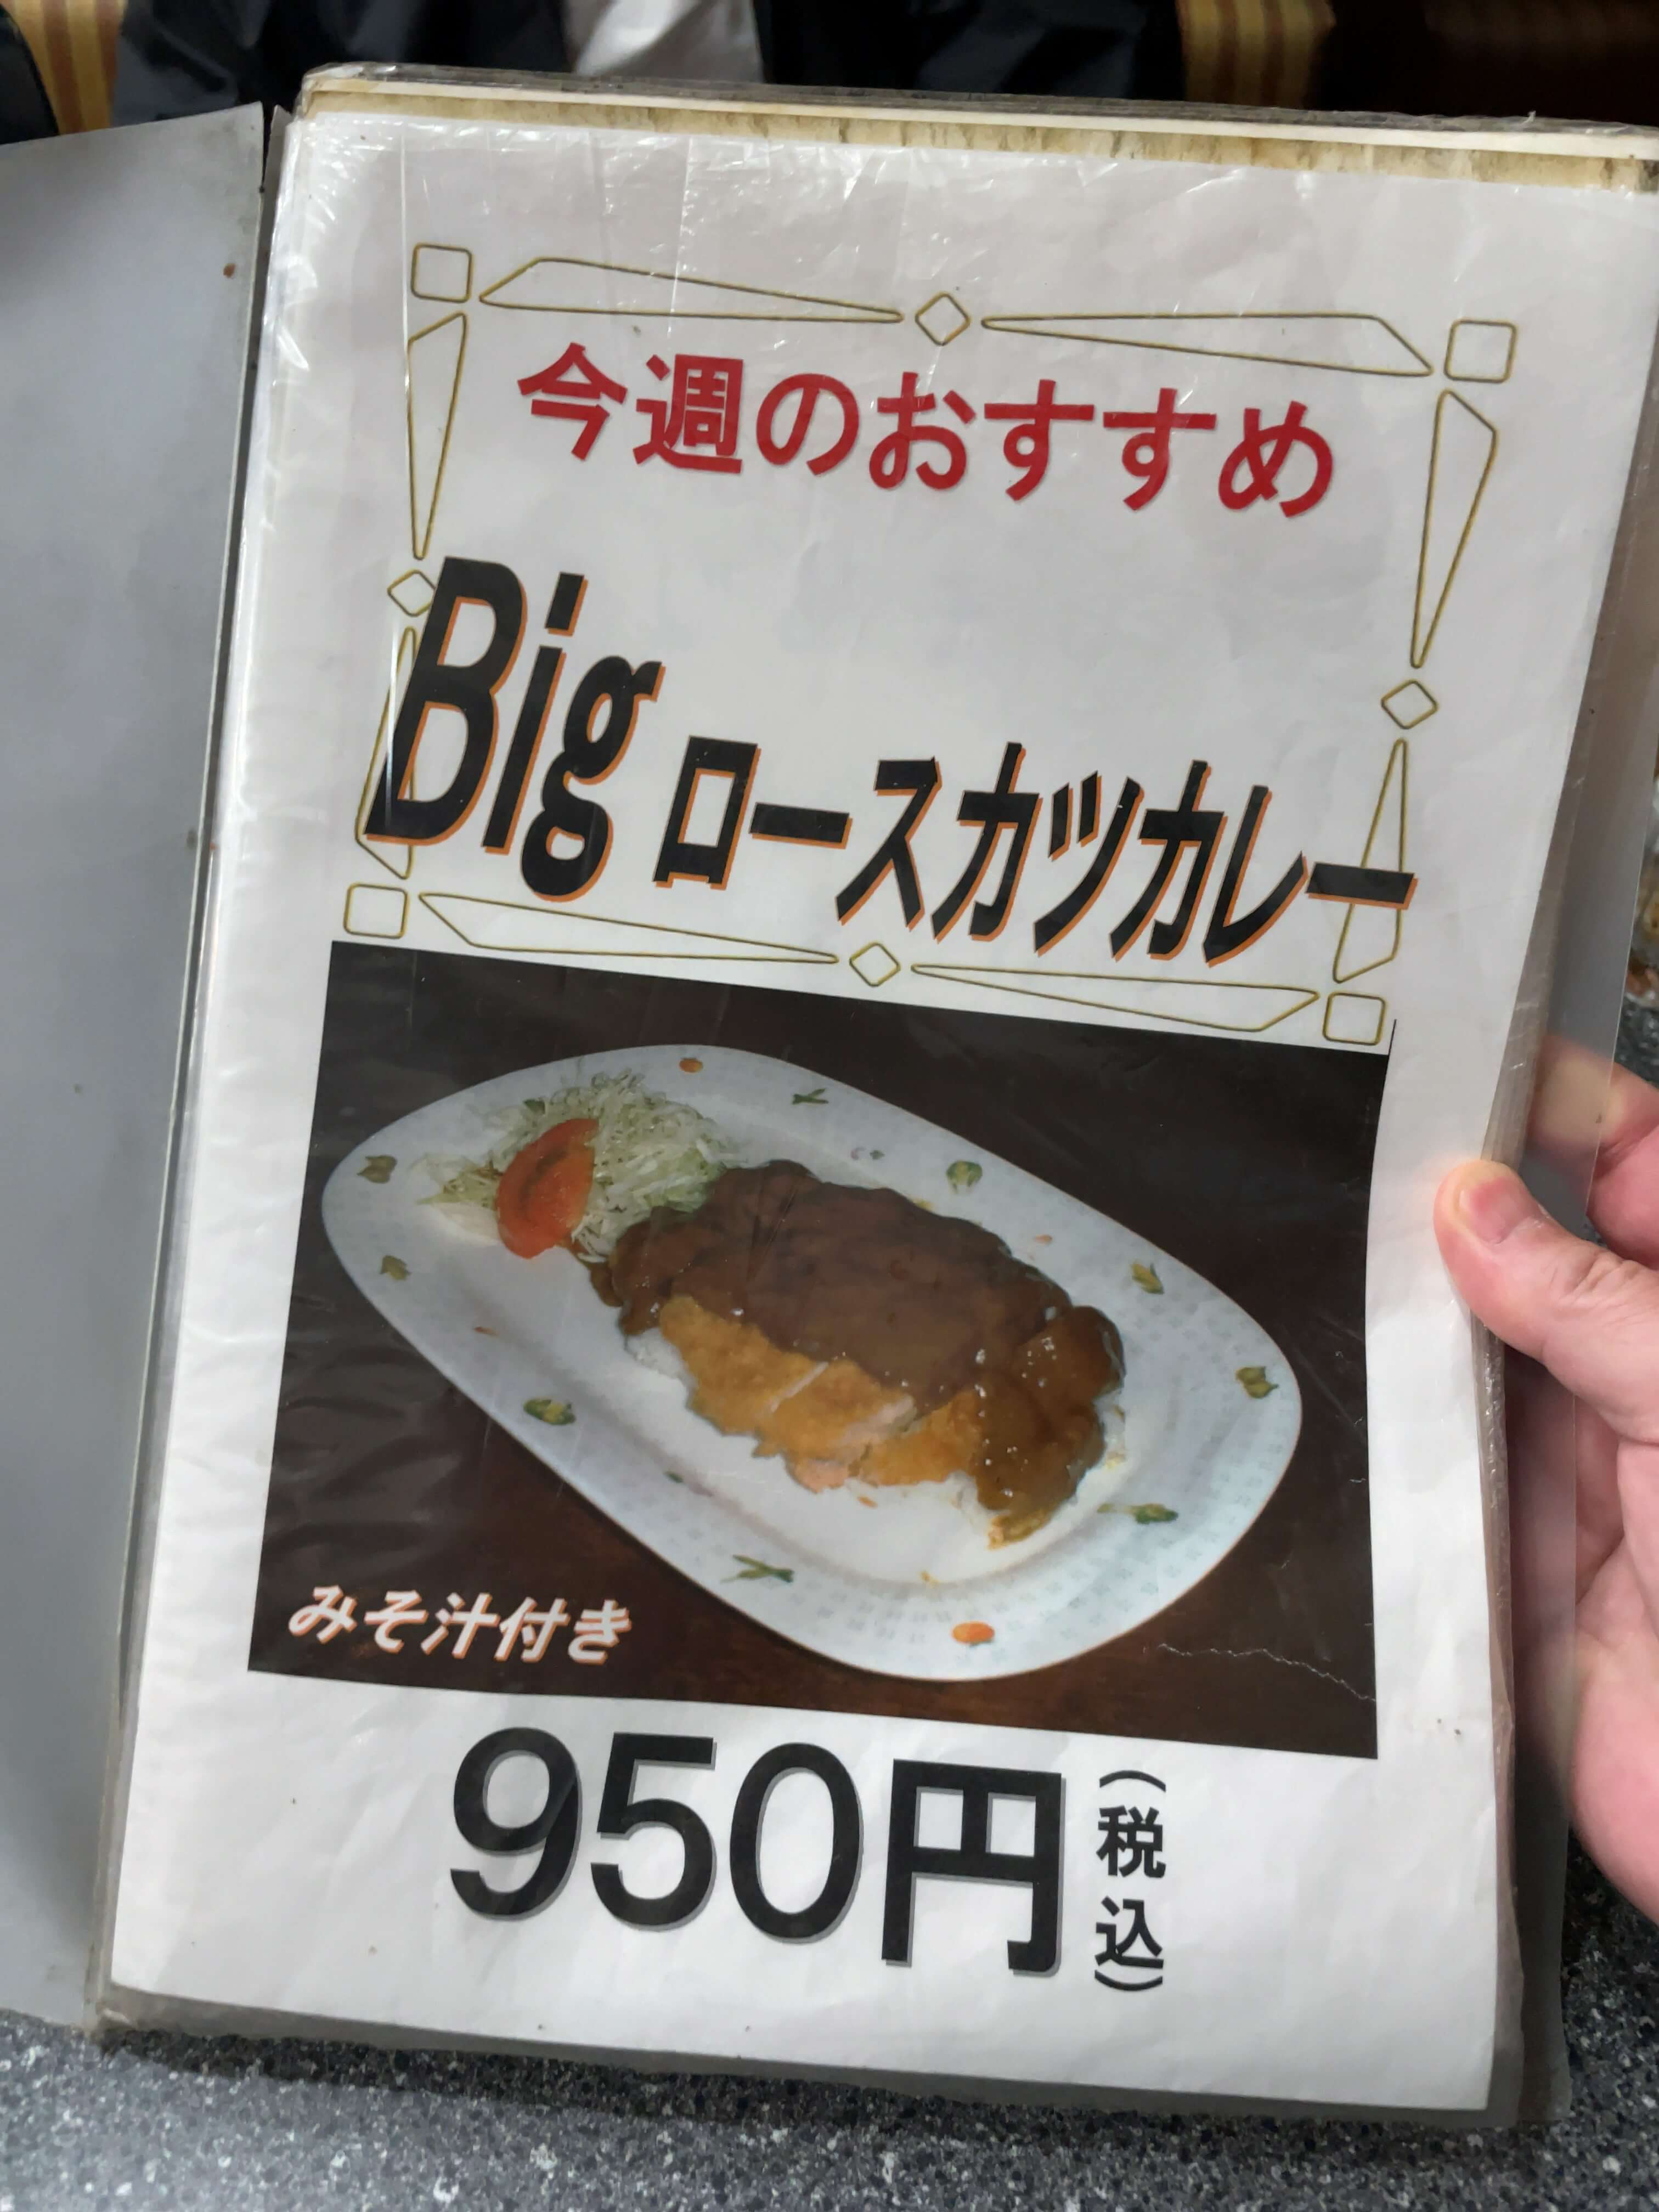 今週のおすすめ
Big ロースカツカレー
みそ汁付き
950円(税込)